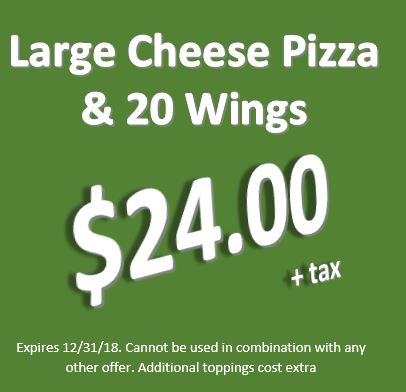 Large Cheese Pizza
& 20 Wings
$24.00
+ tax
Expires 12/31/18. Cannot be used in combination with any
other offer. Additional toppings cost extra